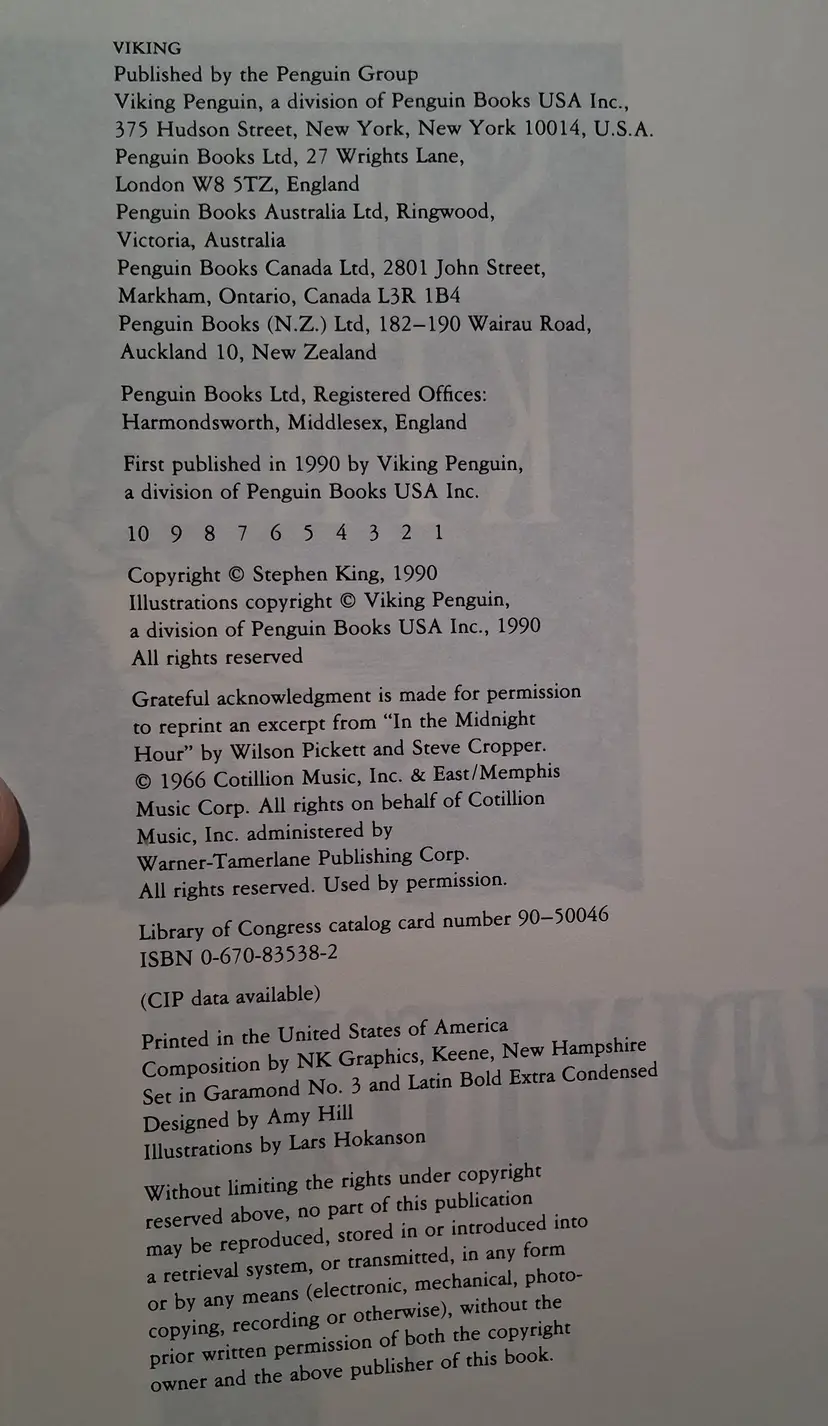 VIKING
Published by the Penguin Group
Viking Penguin, a division of Penguin Books USA Inc.,
375 Hudson Street, New York, New York 10014, U.S.A.
Penguin Books Ltd, 27 Wrights Lane,
London W8 5TZ, England
Penguin Books Australia Ltd, Ringwood,
Victoria, Australia
Penguin Books Canada Ltd, 2801 John Street,
Markham, Ontario, Canada L3R 1B4
Penguin Books (N.Z.) Ltd, 182–190 Wairau Road,
Auckland 10, New Zealand
Penguin Books Ltd, Registered Offices:
Harmondsworth, Middlesex, England
First published in 1990 by Viking Penguin,
a division of Penguin Books USA Inc.
10 9 8 7 6 5 4 3 2 1
Copyright © Stephen King, 1990
Illustrations copyright © Viking Penguin,
a division of Penguin Books USA Inc., 1990
All rights reserved
Grateful acknowledgment is made for permission
to reprint an excerpt from “In the Midnight
Hour” by Wilson Pickett and Steve Cropper.
© 1966 Cotillion Music, Inc. & East/Memphis
Music Corp. All rights on behalf of Cotillion
Music, Inc. administered by
Warner-Tamerlane Publishing Corp.
All rights reserved. Used by permission.
Library of Congress catalog card number 90–50046
ISBN 0-670-83538-2
(CIP data available)
Printed in the United States of America
Composition by NK Graphics, Keene, New Hampshire
Set in Garamond No. 3 and Latin Bold Extra Condensed
Designed by Amy Hill
Illustrations by Lars Hokanson
Without limiting the rights under copyright
reserved above, no part of this publication
may be reproduced, stored in or introduced into
a retrieval system, or transmitted, in any form
or by any means (electronic, mechanical, photo-
copying, recording or otherwise), without the
prior written permission of both the copyright
owner and the above publisher of this book.